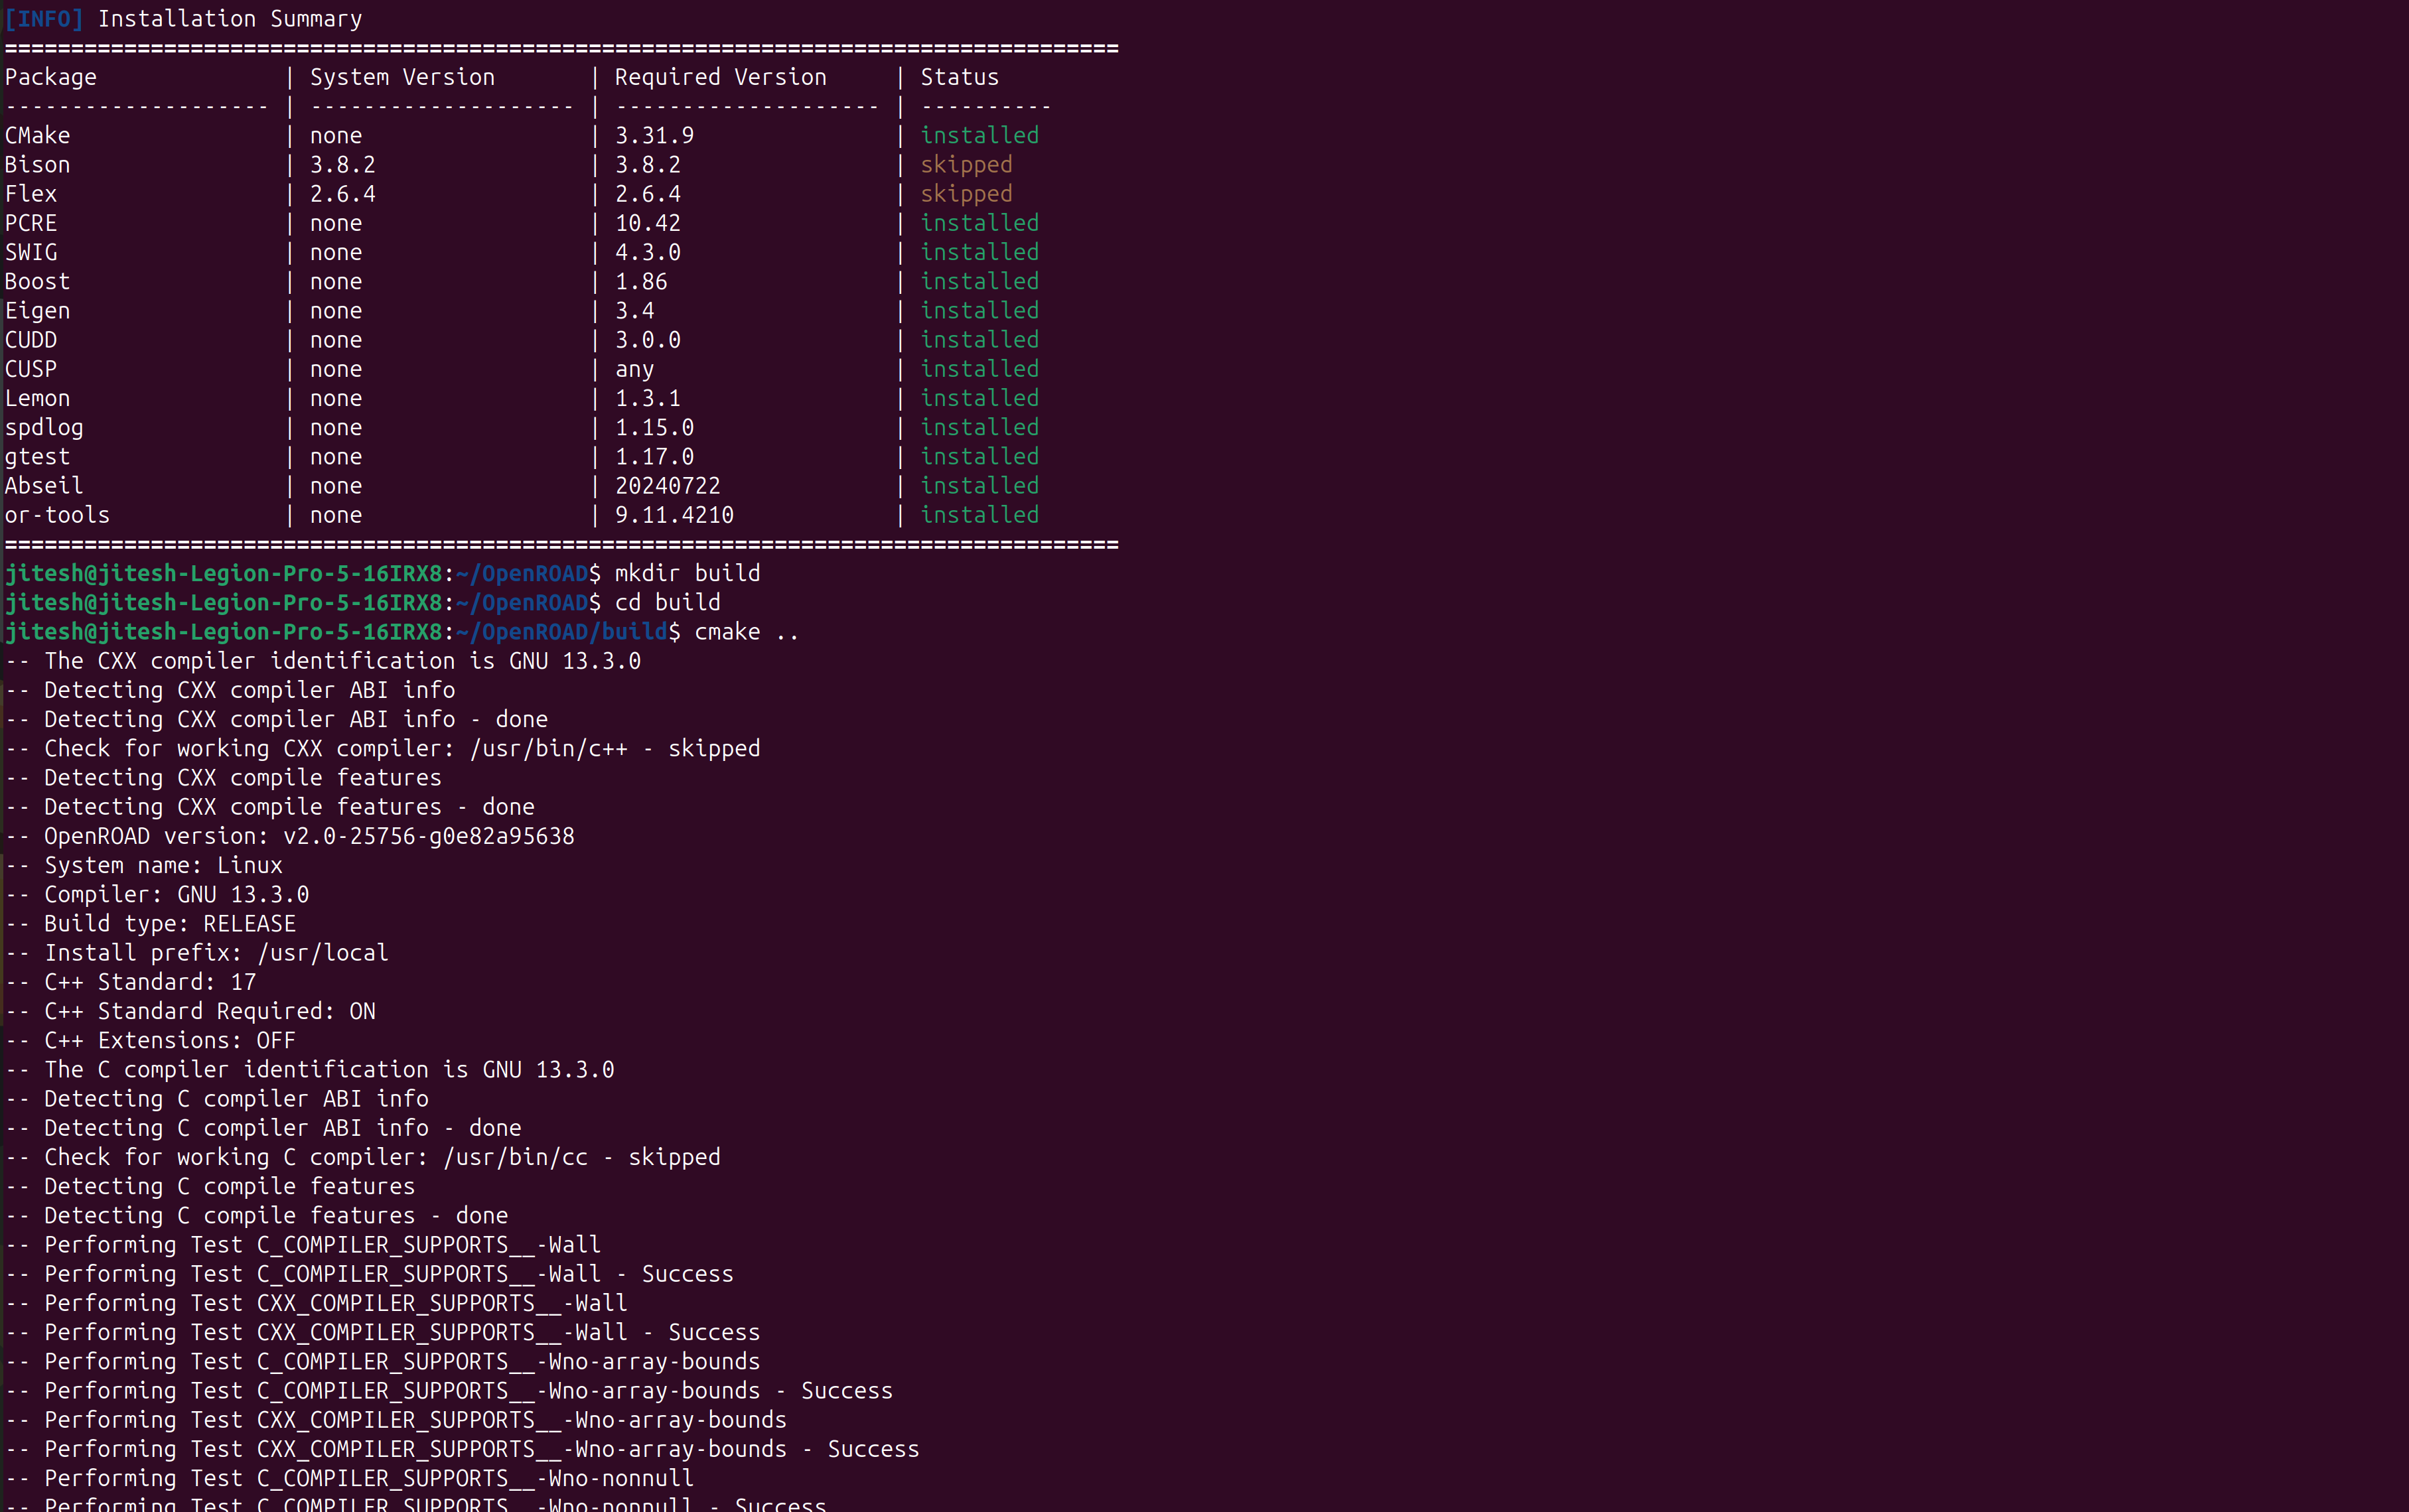 [INFO] Installation Summary
====================================================================================
Package              | System Version       | Required Version     | Status
-------------------- | -------------------- | -------------------- | ----------
CMake                | none                 | 3.31.9               | installed
Bison                | 3.8.2                | 3.8.2                | skipped
Flex                 | 2.6.4                | 2.6.4                | skipped
PCRE                 | none                 | 10.42                | installed
SWIG                 | none                 | 4.3.0                | installed
Boost                | none                 | 1.86                 | installed
Eigen                | none                 | 3.4                  | installed
CUDD                 | none                 | 3.0.0                | installed
CUSP                 | none                 | any                  | installed
Lemon                | none                 | 1.3.1                | installed
spdlog               | none                 | 1.15.0               | installed
gtest                | none                 | 1.17.0               | installed
Abseil               | none                 | 20240722             | installed
or-tools             | none                 | 9.11.4210            | installed
====================================================================================
jitesh@jitesh-Legion-Pro-5-16IRX8:~/OpenROAD$ mkdir build
jitesh@jitesh-Legion-Pro-5-16IRX8:~/OpenROAD$ cd build
jitesh@jitesh-Legion-Pro-5-16IRX8:~/OpenROAD/build$ cmake ..
-- The CXX compiler identification is GNU 13.3.0
-- Detecting CXX compiler ABI info
-- Detecting CXX compiler ABI info - done
-- Check for working CXX compiler: /usr/bin/c++ - skipped
-- Detecting CXX compile features
-- Detecting CXX compile features - done
-- OpenROAD version: v2.0-25756-g0e82a95638
-- System name: Linux
-- Compiler: GNU 13.3.0
-- Build type: RELEASE
-- Install prefix: /usr/local
-- C++ Standard: 17
-- C++ Standard Required: ON
-- C++ Extensions: OFF
-- The C compiler identification is GNU 13.3.0
-- Detecting C compiler ABI info
-- Detecting C compiler ABI info - done
-- Check for working C compiler: /usr/bin/cc - skipped
-- Detecting C compile features
-- Detecting C compile features - done
-- Performing Test C_COMPILER_SUPPORTS__-Wall
-- Performing Test C_COMPILER_SUPPORTS__-Wall - Success
-- Performing Test CXX_COMPILER_SUPPORTS__-Wall
-- Performing Test CXX_COMPILER_SUPPORTS__-Wall - Success
-- Performing Test C_COMPILER_SUPPORTS__-Wno-array-bounds
-- Performing Test C_COMPILER_SUPPORTS__-Wno-array-bounds - Success
-- Performing Test CXX_COMPILER_SUPPORTS__-Wno-array-bounds
-- Performing Test CXX_COMPILER_SUPPORTS__-Wno-array-bounds - Success
-- Performing Test C_COMPILER_SUPPORTS__-Wno-nonnull
-- Performing Test C_COMPILER_SUPPORTS__-Wno-nonnull - Success